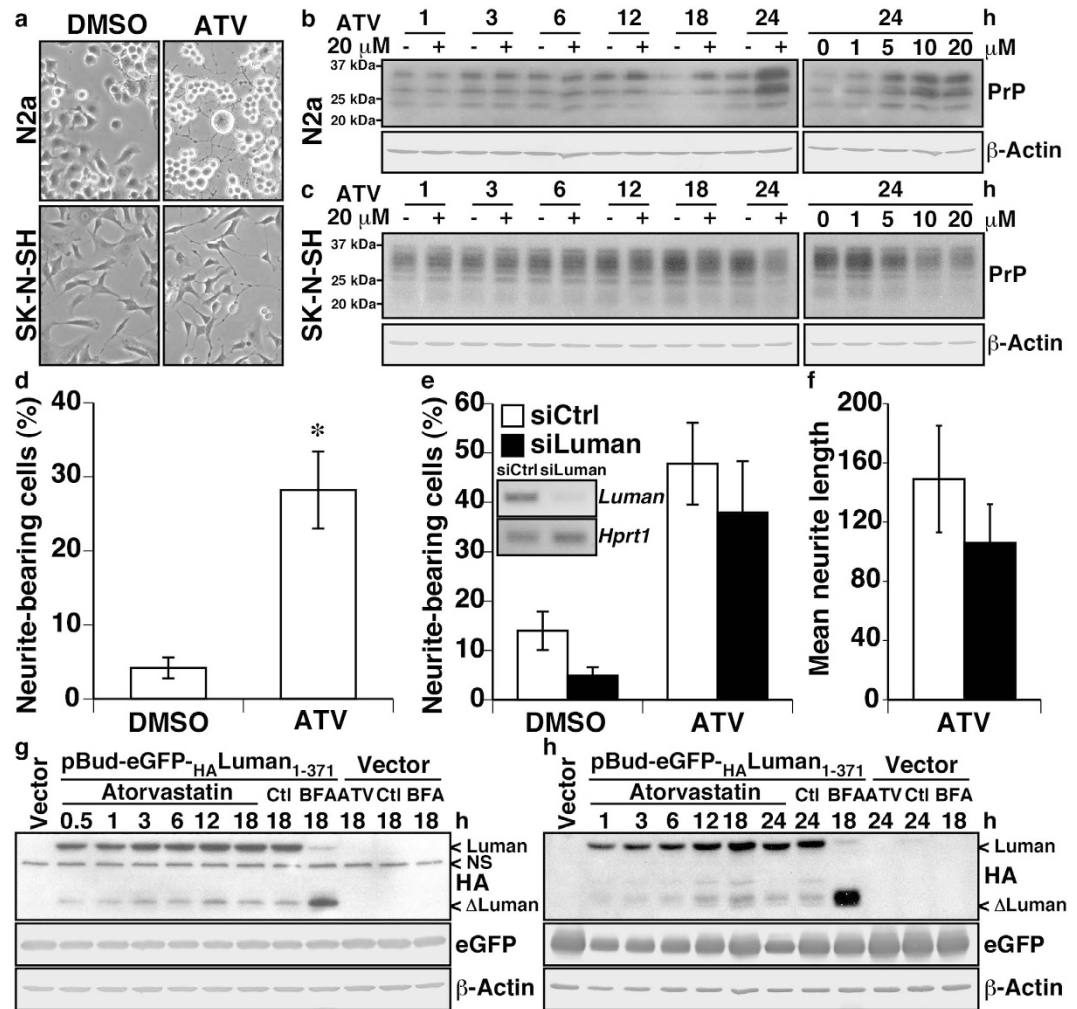 a
DMSO ATV
N2a
SK-N-SH
b
ATV 1 3 6 12 18 24 24 h
20 μM - + - + - + - + - + - + 0 1 5 10 20 μM
N2a
37 kDa
25 kDa
20 kDa
PrP
β-Actin
c
ATV 1 3 6 12 18 24 24 h
20 μM - + - + - + - + - + - + 0 1 5 10 20 μM
SK-N-SH
37 kDa
25 kDa
20 kDa
PrP
β-Actin
d
Neurite-bearing cells (%)
40
30
20
10
0
*
DMSO ATV
e
Neurite-bearing cells (%)
60
50
40
30
20
10
0
siCtrl
siLuman
siCtrl siLuman
Luman
Hprt1
DMSO ATV
f
Mean neurite length
200
160
120
80
40
0
ATV
g
Vector
pBud-eGFP-HALuman1-371 Vector
Atorvastatin Ctl BFA ATV Ctl BFA
0.5 1 3 6 12 18 18 18 18 18 18 h
< Luman
< NS
HA
< ΔLuman
eGFP
β-Actin
h
Vector
pBud-eGFP-HALuman1-371 Vector
Atorvastatin Ctl BFA ATV Ctl BFA
1 3 6 12 18 24 24 18 24 24 18 h
< Luman
HA
< ΔLuman
eGFP
β-Actin